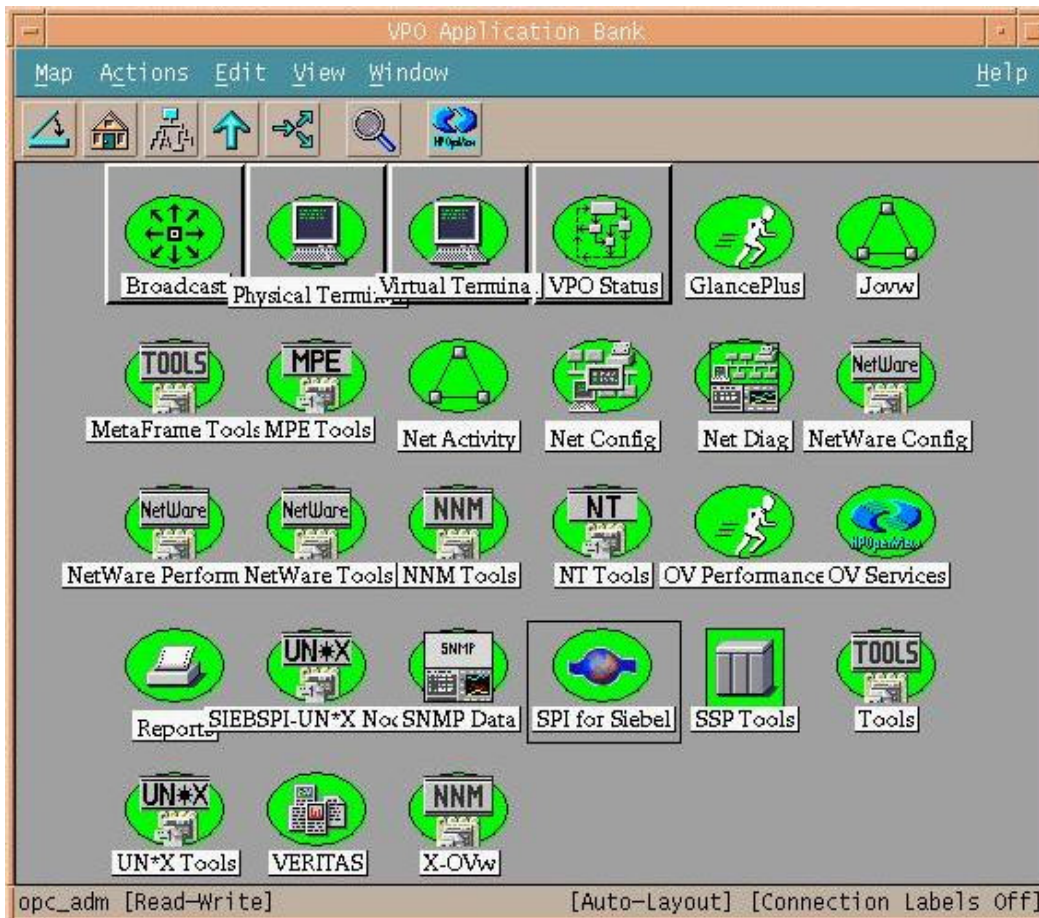 VPO Application Bank
Map Actions Edit View Window Help
HP OpenView
Broadcast Physical Termin Virtual Termina VPO Status GlancePlus Jovw
TOOLS MPE NetWare
MetaFrame Tools MPE Tools Net Activity Net Config Net Diag NetWare Config
NetWare NetWare NNM NT HPOpenView
NetWare Perform NetWare Tools NNM Tools NT Tools OV Performance OV Services
UN*X SNMP TOOLS
Reports SIEBSPI-UN*X No SNMP Data SPI for Siebel SSP Tools Tools
UN*X NNM
UN*X Tools VERITAS X-OVw
opc_adm [Read-Write] [Auto-Layout] [Connection Labels Off]